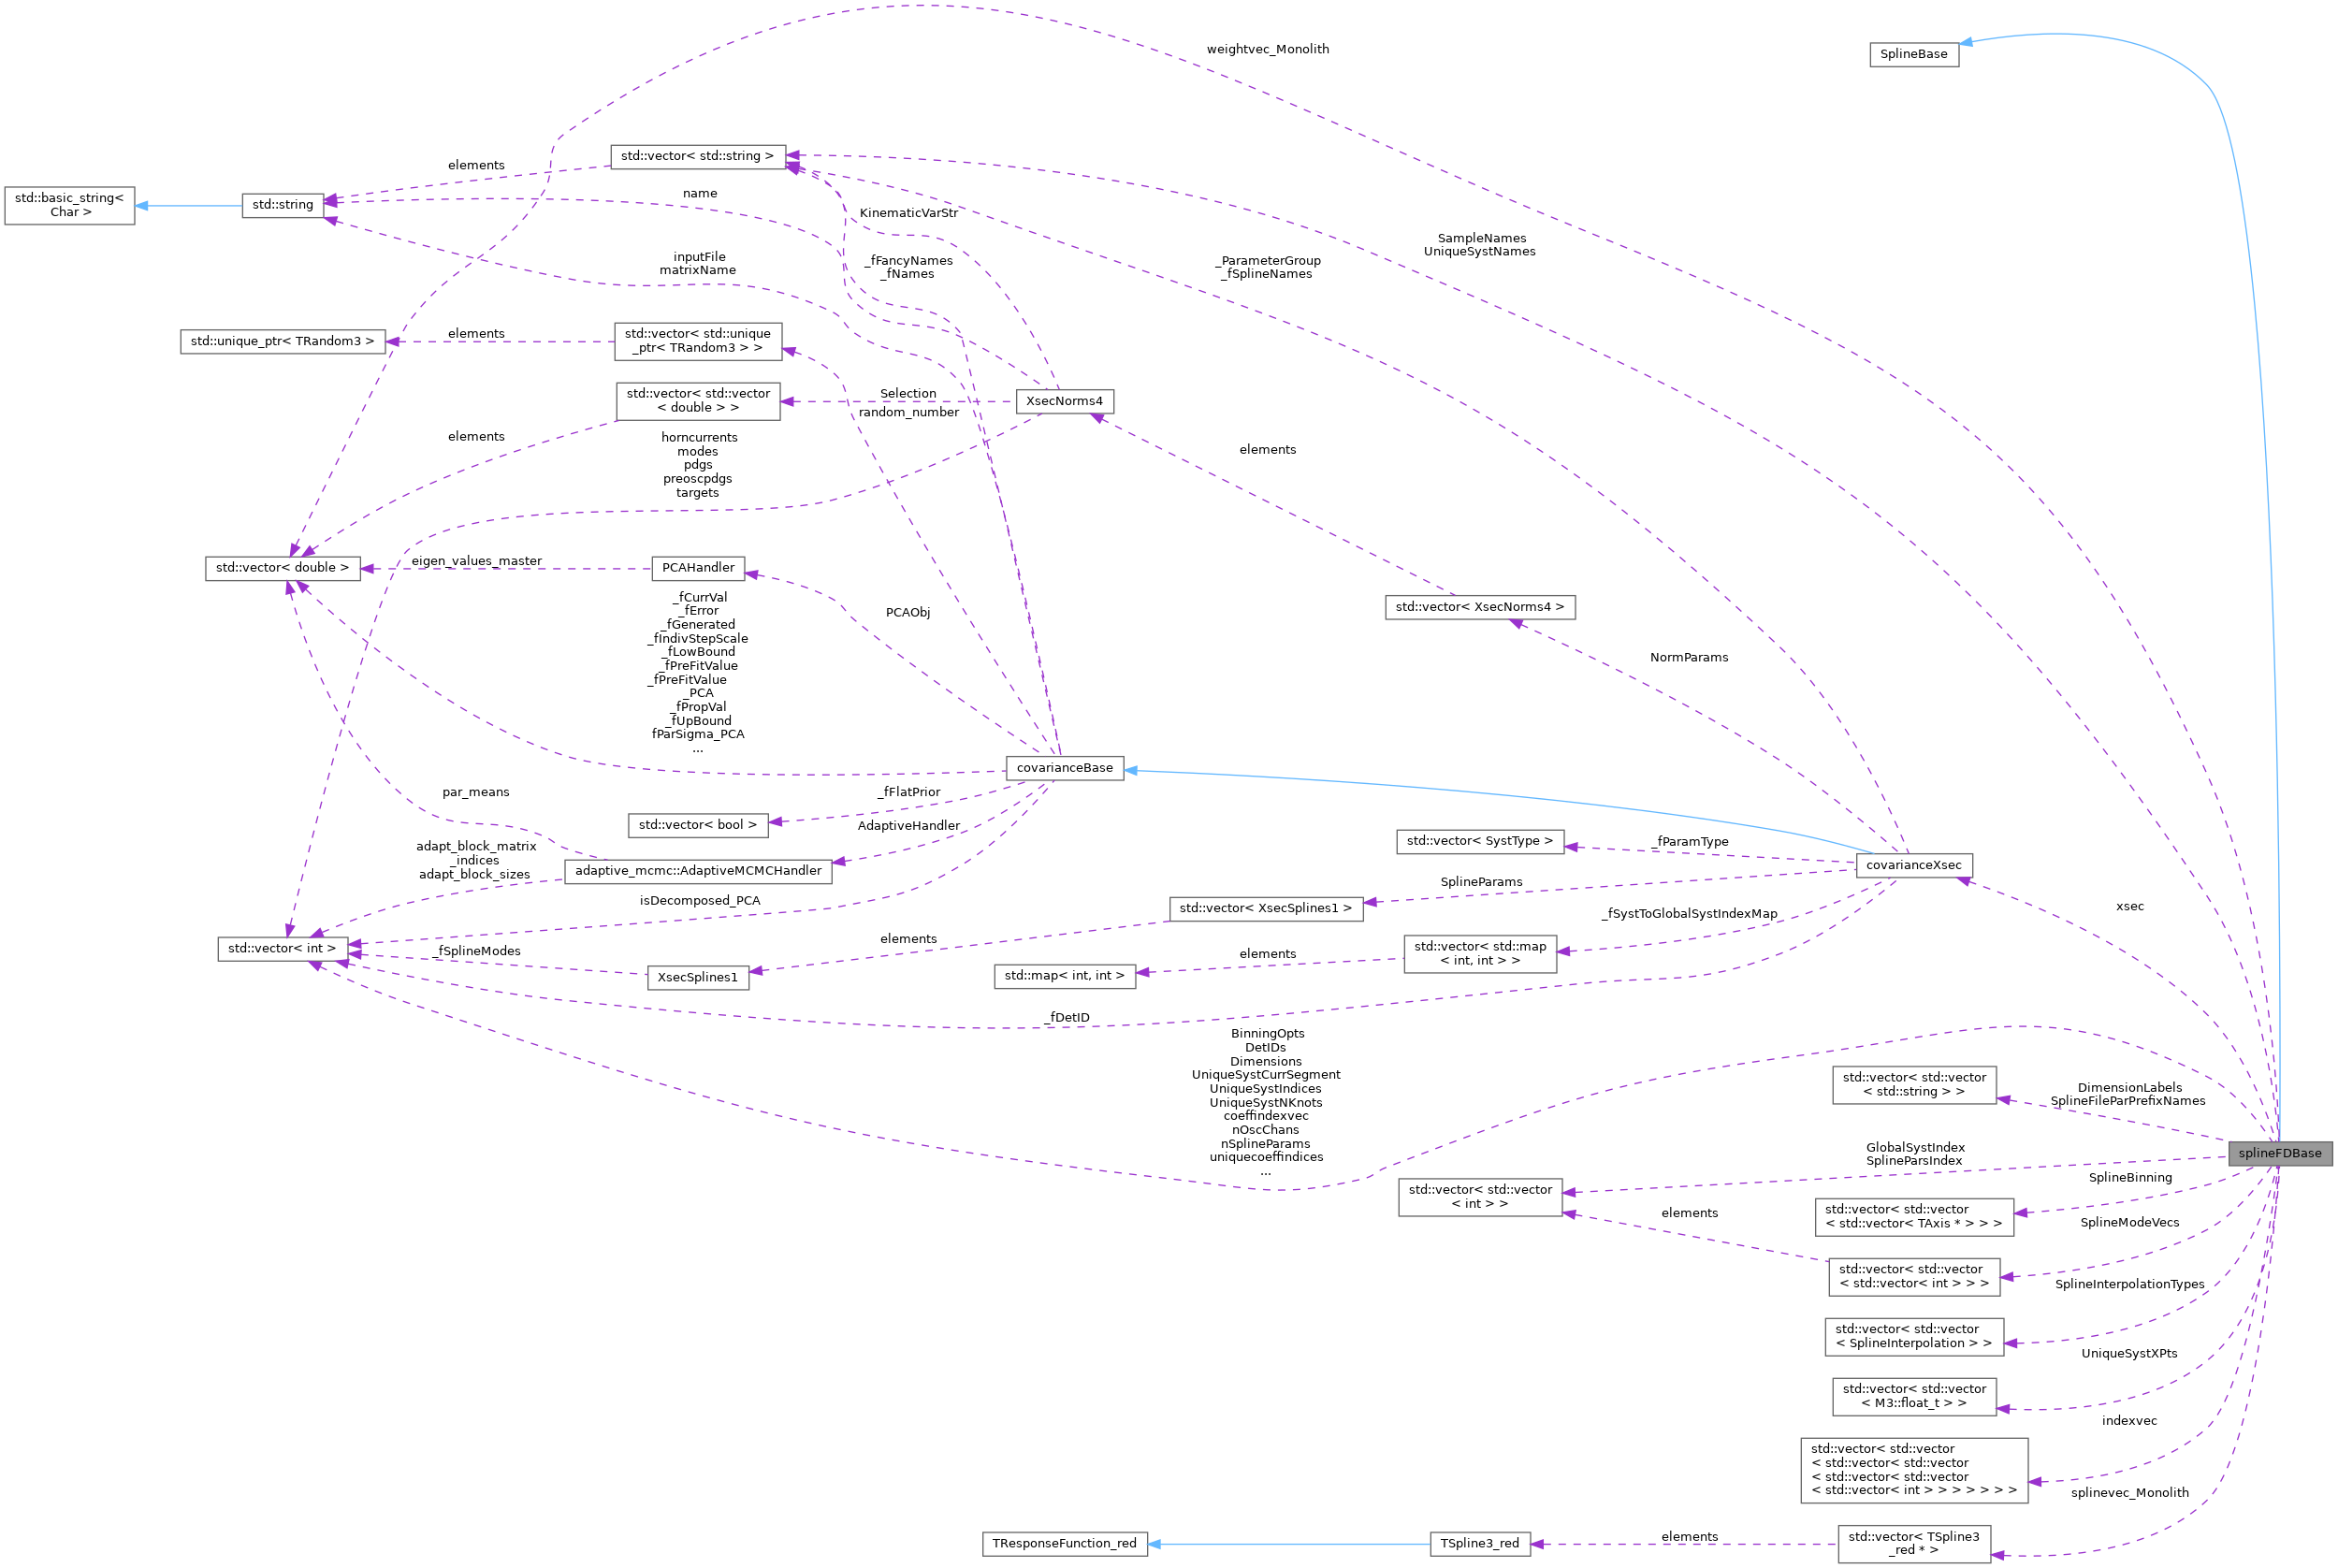 weightvec_Monolith
SplineBase
std::vector< std::string >
elements
name
std::basic_string<
Char >
std::string
KinematicVarStr
SampleNames
UniqueSystNames
inputFile
matrixName
_fFancyNames
_fNames
_ParameterGroup
_fSplineNames
std::unique_ptr< TRandom3 >
elements
std::vector< std::unique
_ptr< TRandom3 > >
std::vector< std::vector
< double > >
Selection
random_number
XsecNorms4
elements
horncurrents
modes
pdgs
preoscpdgs
targets
elements
std::vector< double >
eigen_values_master
PCAHandler
_fCurrVal
_fError
_fGenerated
_fIndivStepScale
_fLowBound
_fPreFitValue
_fPreFitValue
_PCA
_fPropVal
_fUpBound
fParSigma_PCA
...
PCAObj
std::vector< XsecNorms4 >
NormParams
covarianceBase
par_means
_fFlatPrior
std::vector< bool >
AdaptiveHandler
adapt_block_matrix
_indices
adapt_block_sizes
adaptive_mcmc::AdaptiveMCMCHandler
std::vector< SystType >
_fParamType
covarianceXsec
isDecomposed_PCA
std::vector< XsecSplines1 >
SplineParams
xsec
_fSystToGlobalSystIndexMap
std::vector< int >
_fSplineModes
elements
XsecSplines1
std::map< int, int >
elements
std::vector< std::map
< int, int > >
_fDetID
BinningOpts
DetIDs
Dimensions
UniqueSystCurrSegment
UniqueSystIndices
UniqueSystNKnots
coeffindexvec
nOscChans
nSplineParams
uniquecoeffindices
...
std::vector< std::vector
< std::string > >
DimensionLabels
SplineFileParPrefixNames
splineFDBase
GlobalSystIndex
SplineParsIndex
std::vector< std::vector
< int > >
SplineBinning
std::vector< std::vector
< std::vector< TAxis * > > >
elements
SplineModeVecs
std::vector< std::vector
< std::vector< int > > >
SplineInterpolationTypes
std::vector< std::vector
< SplineInterpolation > >
UniqueSystXPts
std::vector< std::vector
< M3::float_t > >
indexvec
std::vector< std::vector
< std::vector< std::vector
< std::vector< std::vector
< std::vector< int > > > > > > >
splinevec_Monolith
TResponseFunction_red
TSpline3_red
elements
std::vector< TSpline3
_red * >